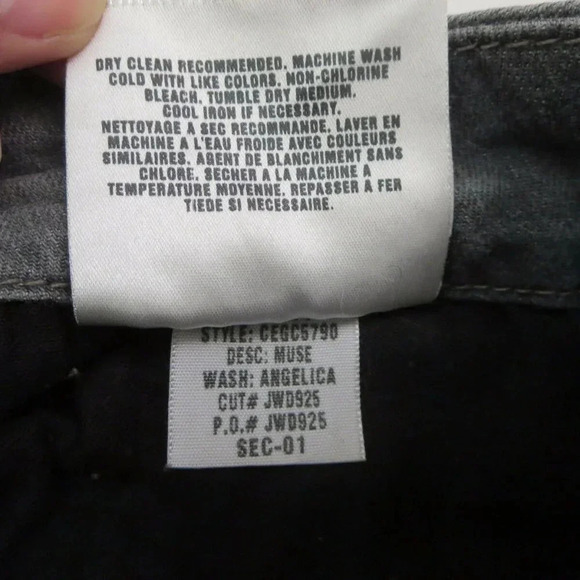 DRY CLEAN RECOMMENDED. MACHINE WASH
COLD WITH LIKE COLORS. NON-CHLORINE
BLEACH. TUMBLE DRY MEDIUM.
COOL IRON IF NECESSARY.
NETTOYAGE A SEC RECOMMANDE. LAVER EN
MACHINE A L'EAU FROIDE AVEC COULEURS
SIMILAIRES. AGENT DE BLANCHIMENT SANS
CHLORE. SECHER A LA MACHINE A
TEMPERATURE MOYENNE. REPASSER A FER
TIEDE SI NECESSAIRE.
STYLE: CEGC5790
DESC: MUSE
WASH: ANGELICA
CUT# JWD925
P.O.# JWD925
SEC-01